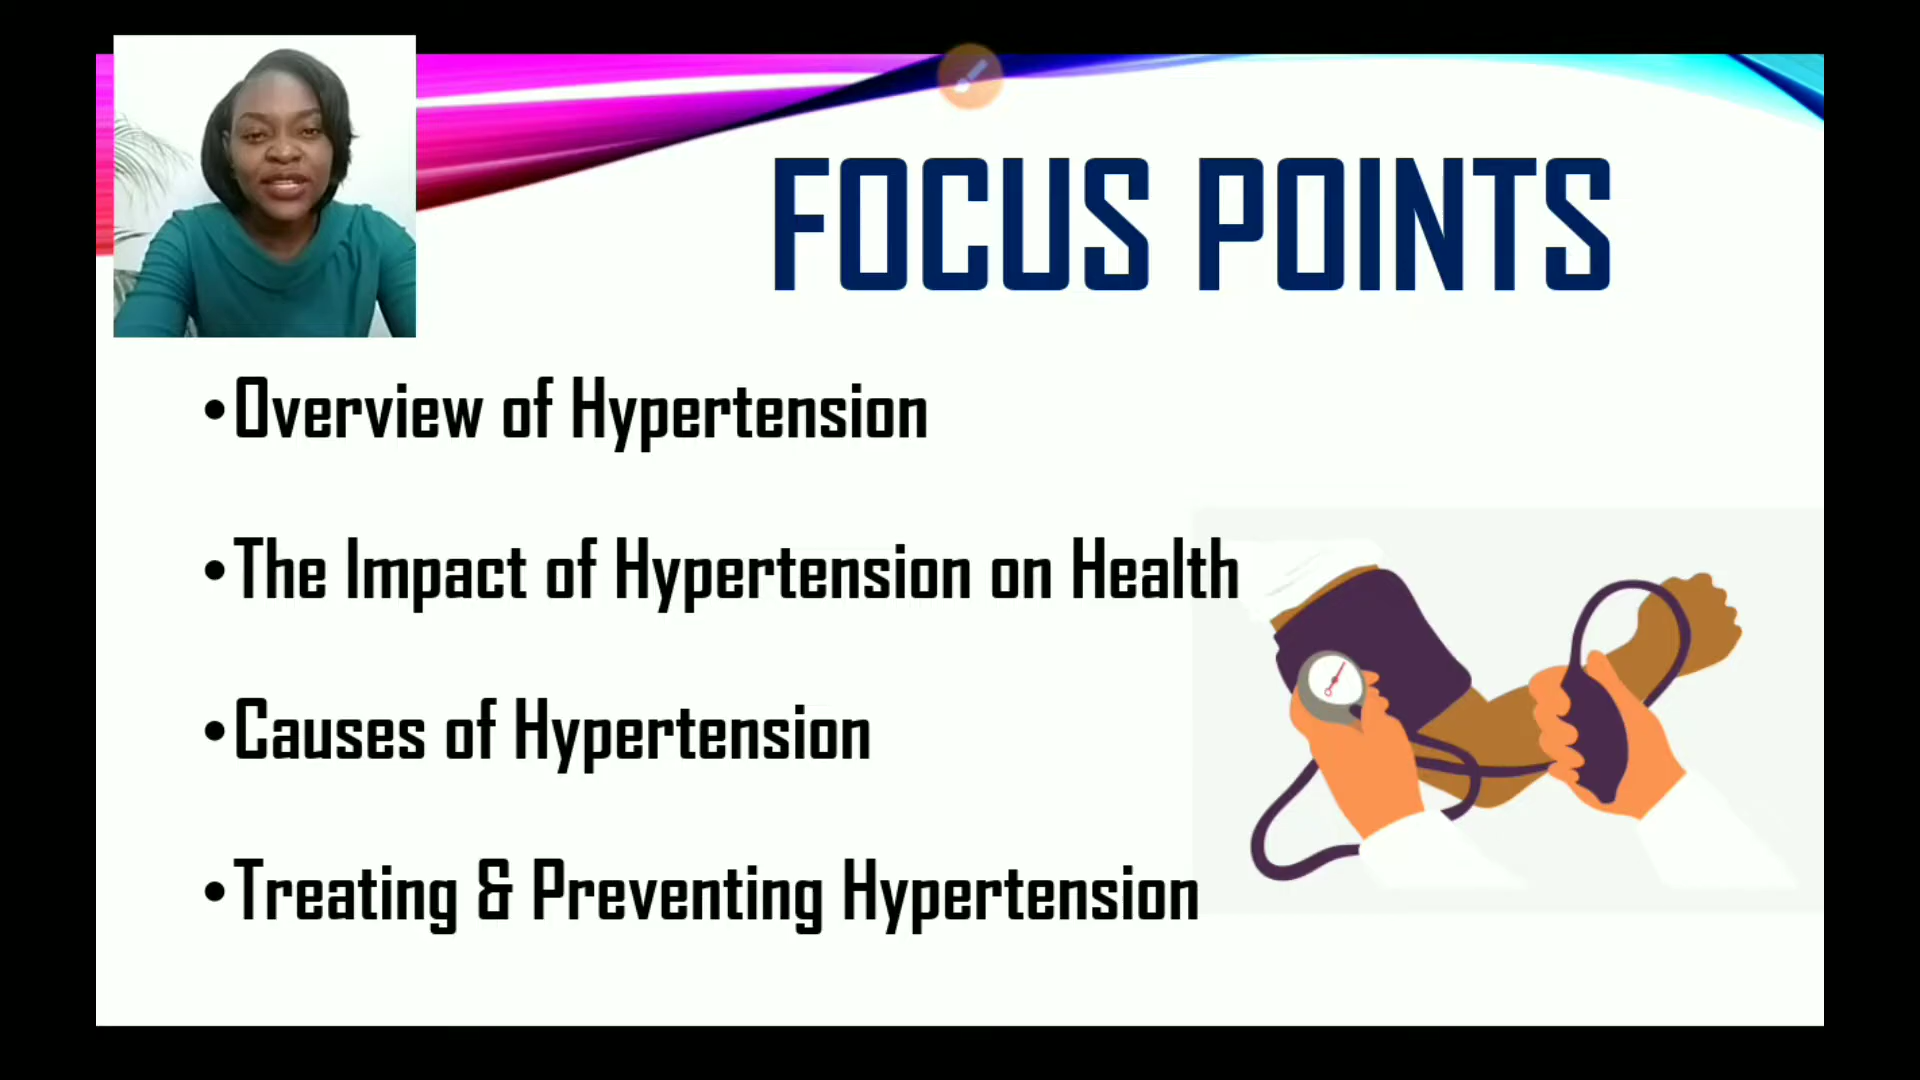 FOCUS POINTS
•Overview of Hypertension
•The Impact of Hypertension on Health
•Causes of Hypertension
•Treating & Preventing Hypertension